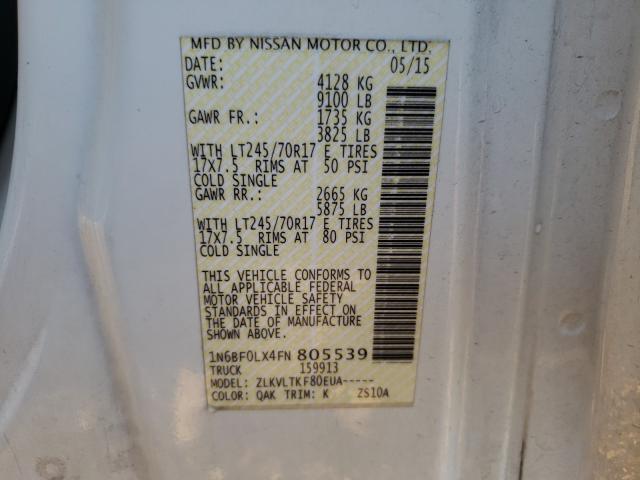 MFD BY NISSAN MOTOR CO., LTD.
DATE: 05/15
GVWR: 4128 KG
9100 LB
GAWR FR.: 1735 KG
3825 LB
WITH LT245/70R17 E TIRES
17X7.5 RIMS AT 50 PSI
COLD SINGLE
GAWR RR.: 2665 KG
5875 LB
WITH LT245/70R17 E TIRES
17X7.5 RIMS AT 80 PSI
COLD SINGLE
THIS VEHICLE CONFORMS TO
ALL APPLICABLE FEDERAL
MOTOR VEHICLE SAFETY
STANDARDS IN EFFECT ON
THE DATE OF MANUFACTURE
SHOWN ABOVE.
1N6BF0LX4FN 805539
TRUCK 159913
MODEL: ZLKVLTKF80EUA-----
COLOR: QAK TRIM: K ZS10A